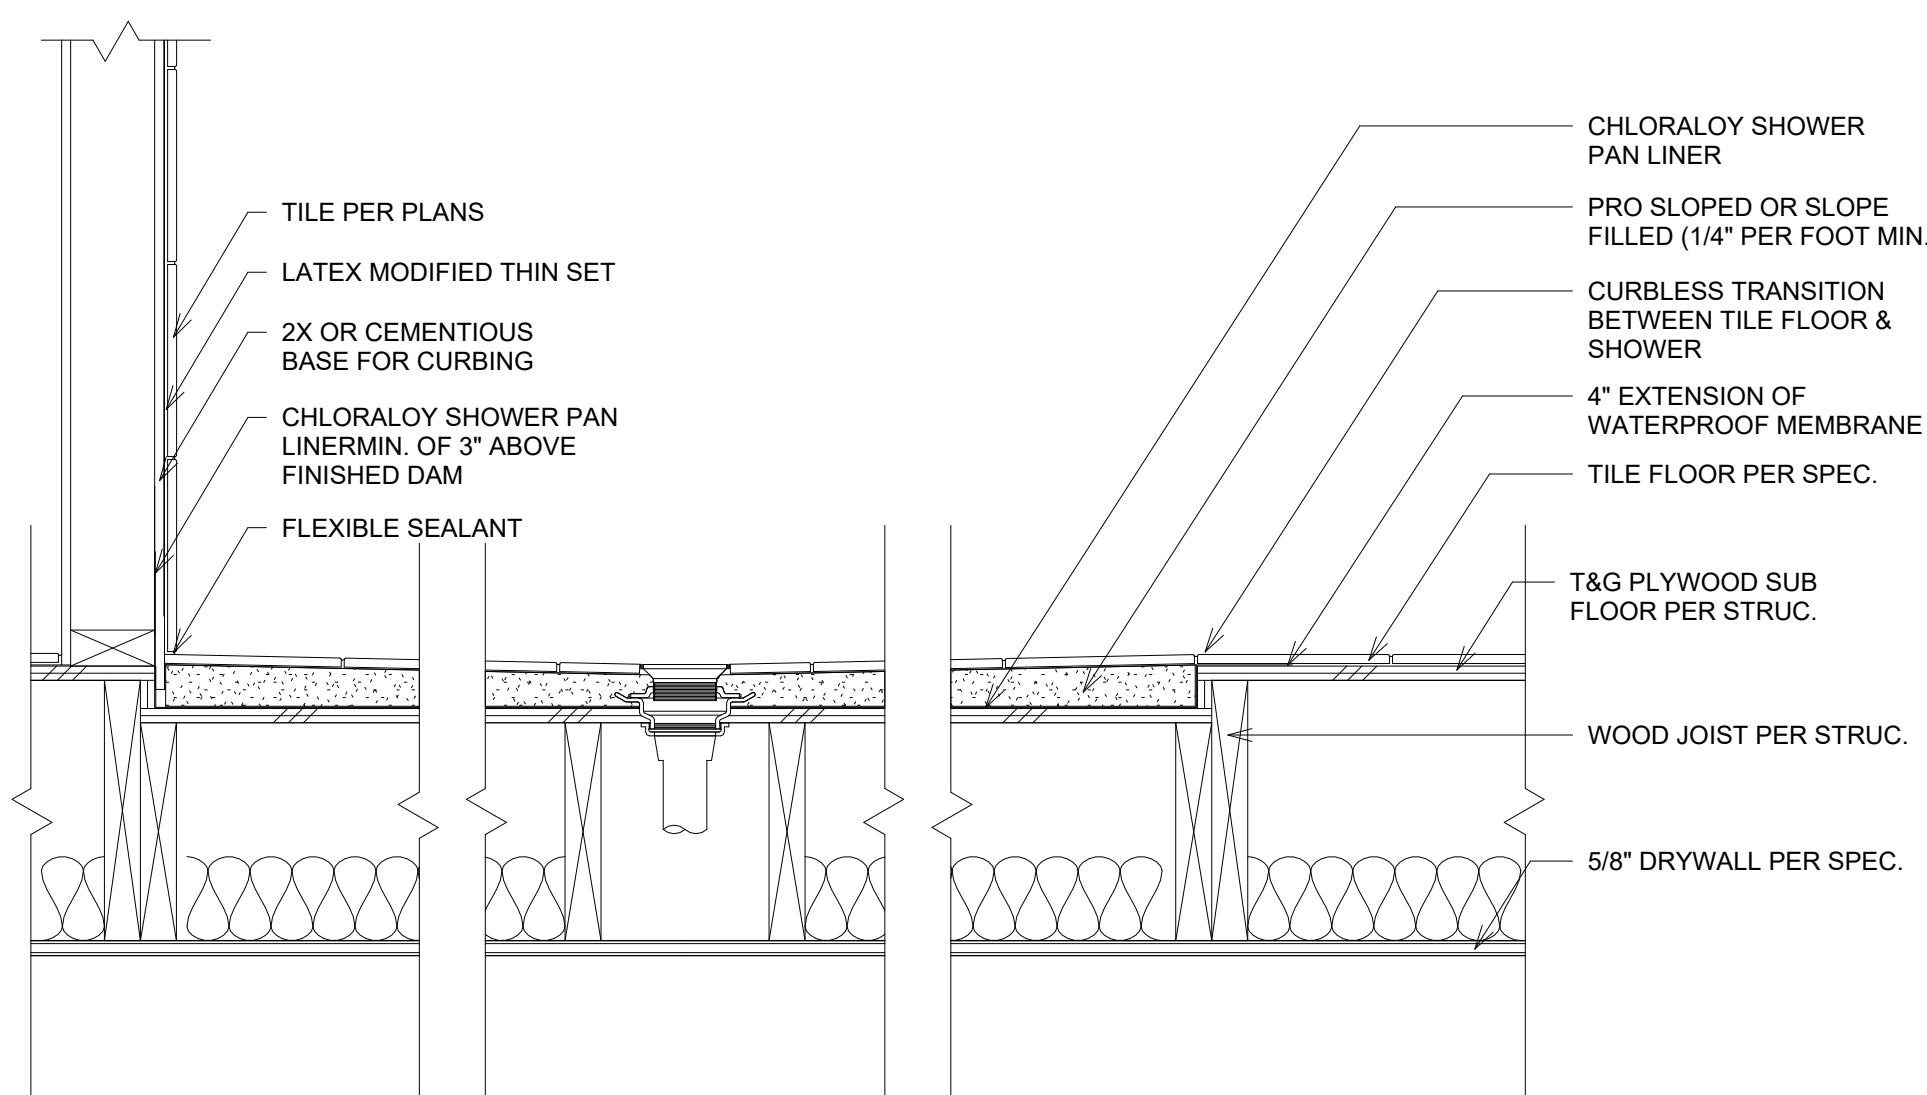 TILE PER PLANS
LATEX MODIFIED THIN SET
2X OR CEMENTIOUS
BASE FOR CURBING
CHLORALOY SHOWER PAN
LINERMIN. OF 3" ABOVE
FINISHED DAM
FLEXIBLE SEALANT
CHLORALOY SHOWER
PAN LINER
PRO SLOPED OR SLOPE
FILLED (1/4" PER FOOT MIN.
CURBLESS TRANSITION
BETWEEN TILE FLOOR &
SHOWER
4" EXTENSION OF
WATERPROOF MEMBRANE
TILE FLOOR PER SPEC.
T&G PLYWOOD SUB
FLOOR PER STRUC.
WOOD JOIST PER STRUC.
5/8" DRYWALL PER SPEC.